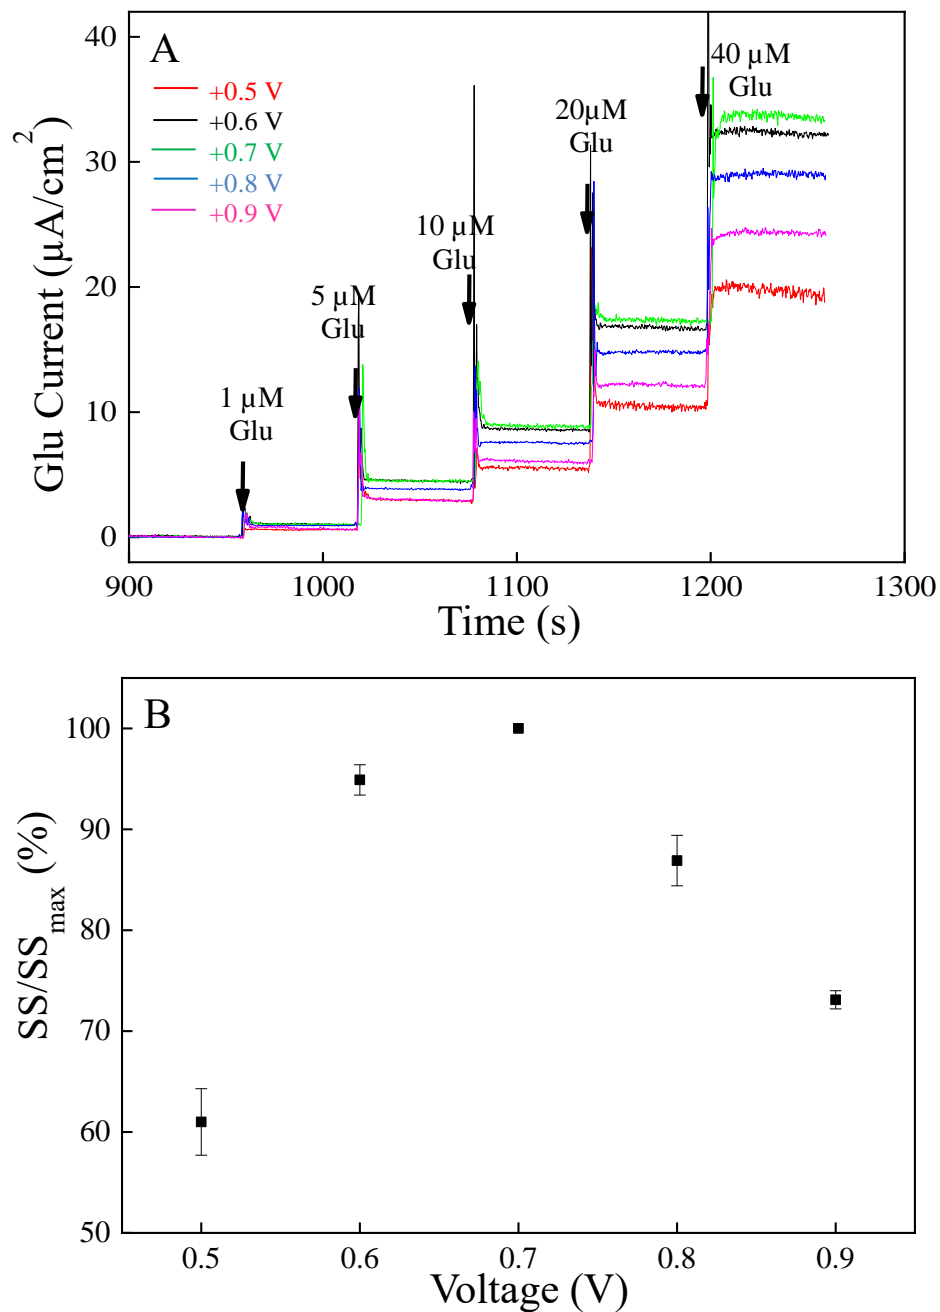 A
40
30
20
10
0
Glu Current (µA/cm²)
+0.5 V
+0.6 V
+0.7 V
+0.8 V
+0.9 V
1 µM
Glu
5 µM
Glu
10 µM
Glu
20µM
Glu
40 µM
Glu
900 1000 1100 1200 1300
Time (s)
B
100
90
80
70
60
50
SS/SSmax (%)
0.5 0.6 0.7 0.8 0.9
Voltage (V)